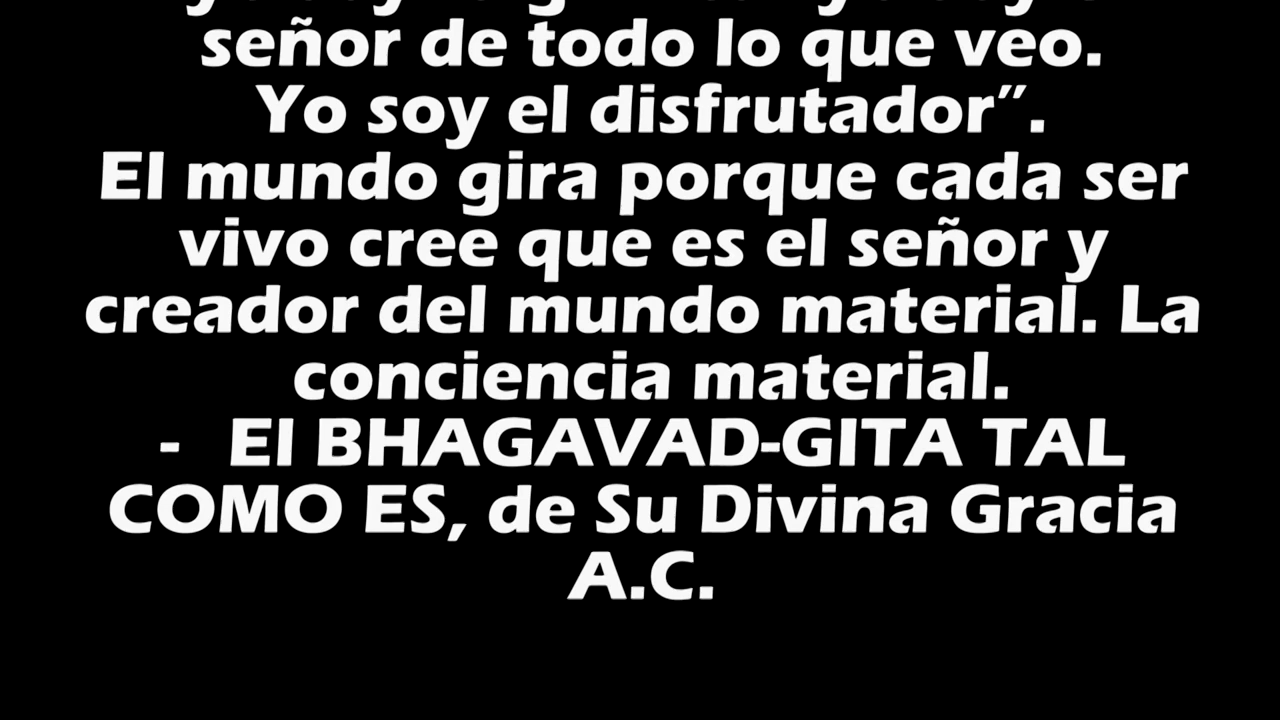 señor de todo lo que veo.
Yo soy el disfrutador”.
El mundo gira porque cada ser
vivo cree que es el señor y
creador del mundo material. La
conciencia material.
- El BHAGAVAD-GITA TAL
COMO ES, de Su Divina Gracia
A.C.